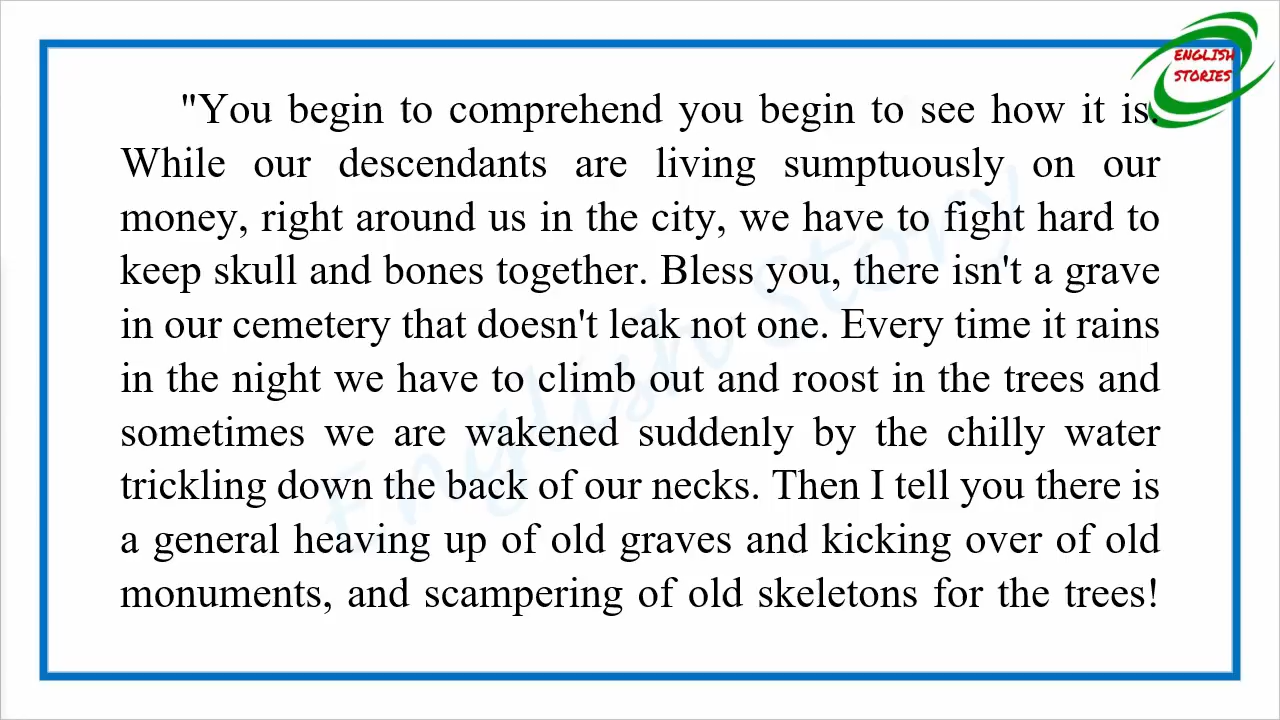 ENGLISH
STORIES
"You begin to comprehend you begin to see how it is.
While our descendants are living sumptuously on our
money, right around us in the city, we have to fight hard to
keep skull and bones together. Bless you, there isn't a grave
in our cemetery that doesn't leak not one. Every time it rains
in the night we have to climb out and roost in the trees and
sometimes we are wakened suddenly by the chilly water
trickling down the back of our necks. Then I tell you there is
a general heaving up of old graves and kicking over of old
monuments, and scampering of old skeletons for the trees!
English Story